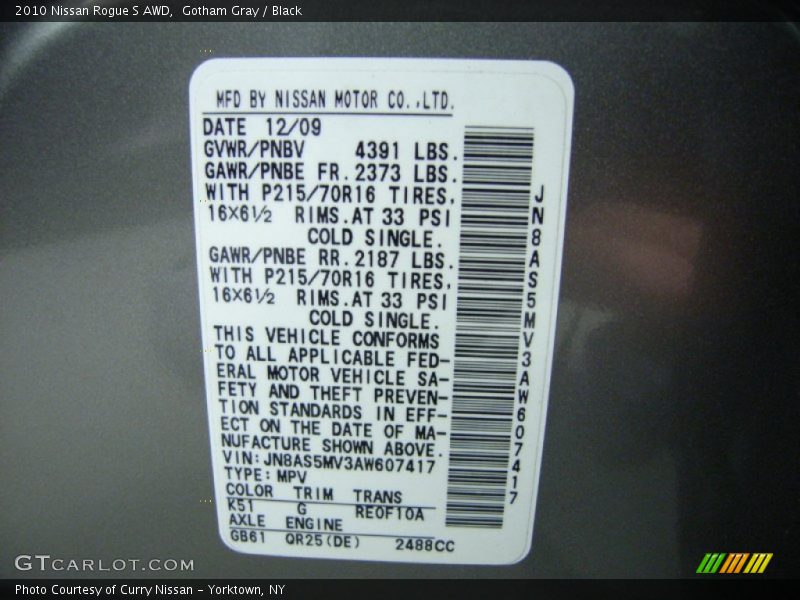 2010 Nissan Rogue S AWD,  Gotham Gray / Black
MFD BY NISSAN MOTOR CO.,LTD.
DATE 12/09
GVWR/PNBV 4391 LBS.
GAWR/PNBE FR. 2373 LBS.
WITH P215/70R16 TIRES,
16X6½ RIMS. AT 33 PSI
COLD SINGLE.
GAWR/PNBE RR. 2187 LBS.
WITH P215/70R16 TIRES,
16X6½ RIMS. AT 33 PSI
COLD SINGLE.
THIS VEHICLE CONFORMS
TO ALL APPLICABLE FED-
ERAL MOTOR VEHICLE SA-
FETY AND THEFT PREVEN-
TION STANDARDS IN EFF-
ECT ON THE DATE OF MA-
NUFACTURE SHOWN ABOVE.
VIN:JN8AS5MV3AW607417
TYPE:MPV
COLOR TRIM TRANS
K51 G RE0F10A
AXLE ENGINE
GB61 QR25(DE) 2488CC
JN8AS5MV3AW607417
GTCARLOT.COM
Photo Courtesy of Curry Nissan - Yorktown, NY